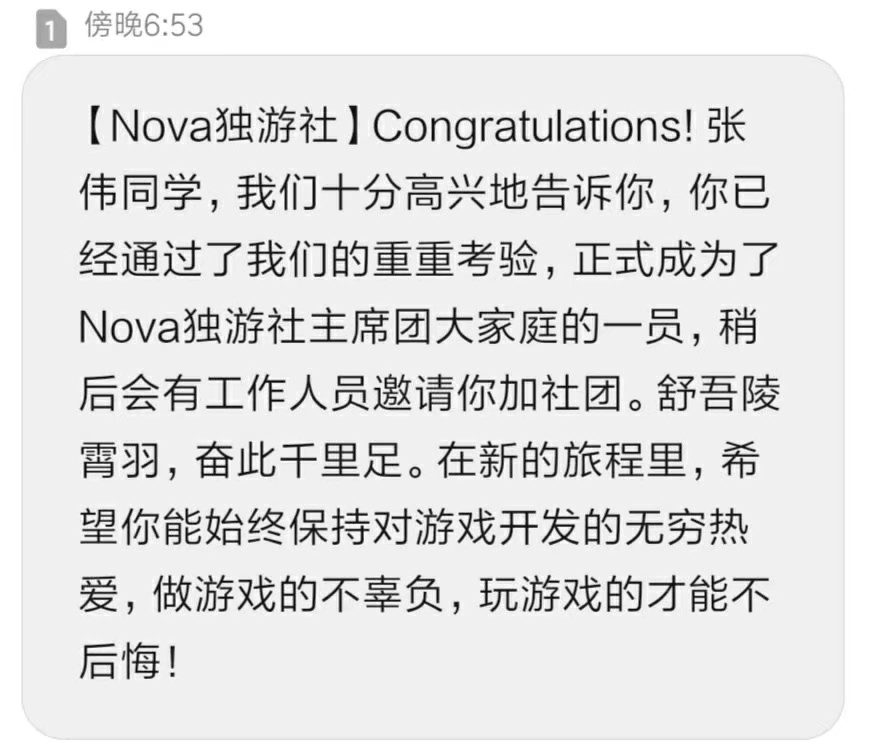 1 傍晚6:53
【Nova独游社】Congratulations! 张
伟同学，我们十分高兴地告诉你，你已
经通过了我们的重重考验，正式成为了
Nova独游社主席团大家庭的一员，稍
后会有工作人员邀请你加社团。舒吾陵
霄羽，奋此千里足。在新的旅程里，希
望你能始终保持对游戏开发的无穷热
爱，做游戏的不辜负，玩游戏的才能不
后悔！